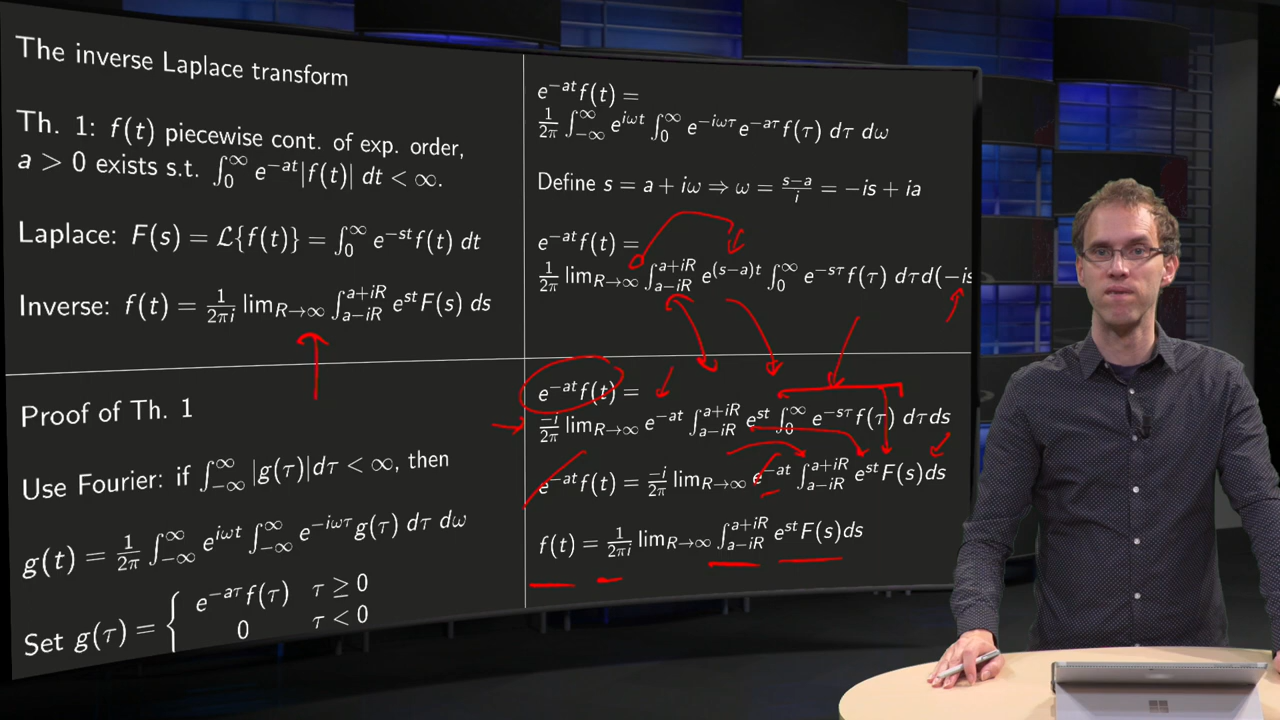 The inverse Laplace transform
Th. 1: f(t) piecewise cont. of exp. order,
a > 0 exists s.t. ∫₀^∞ e^{−at}|f(t)| dt < ∞.
Laplace: F(s) = ℒ{f(t)} = ∫₀^∞ e^{−st} f(t) dt
Inverse: f(t) = 1/(2πi) lim_{R→∞} ∫_{a−iR}^{a+iR} e^{st} F(s) ds
Proof of Th. 1
Use Fourier: if ∫_{−∞}^{∞} |g(τ)|dτ < ∞, then
g(t) = 1/(2π) ∫_{−∞}^{∞} e^{iωt} ∫_{−∞}^{∞} e^{−iωτ} g(τ) dτ dω
Set g(τ) = { e^{−aτ} f(τ) τ ≥ 0
0 τ < 0
e^{−at} f(t) =
1/(2π) ∫_{−∞}^{∞} e^{iωt} ∫₀^∞ e^{−iωτ} e^{−aτ} f(τ) dτ dω
Define s = a + iω ⇒ ω = (s−a)/i = −is + ia
e^{−at} f(t) =
1/(2π) lim_{R→∞} ∫_{a−iR}^{a+iR} e^{(s−a)t} ∫₀^∞ e^{−sτ} f(τ) dτd(−is
e^{−at} f(t) =
−i/(2π) lim_{R→∞} e^{−at} ∫_{a−iR}^{a+iR} e^{st} ∫₀^∞ e^{−sτ} f(τ) dτds
e^{−at} f(t) = −i/(2π) lim_{R→∞} e^{−at} ∫_{a−iR}^{a+iR} e^{st} F(s)ds
f(t) = 1/(2πi) lim_{R→∞} ∫_{a−iR}^{a+iR} e^{st} F(s)ds